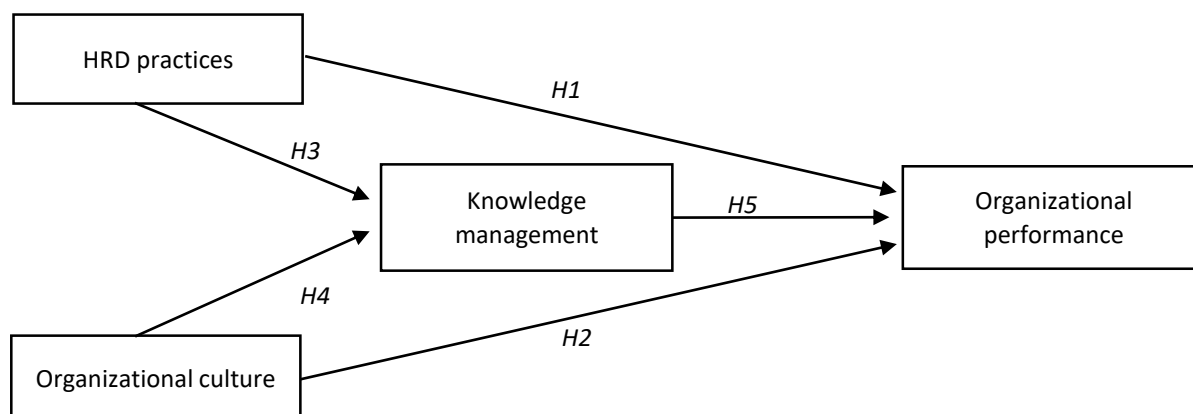 HRD practices
H1
H3
Knowledge
management
H5
Organizational
performance
H4
H2
Organizational culture